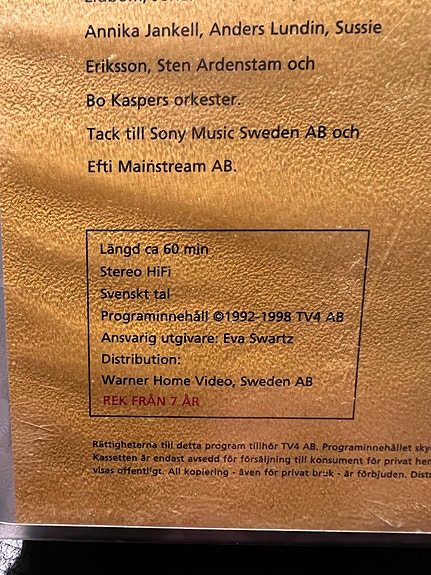 Annika Jankell, Anders Lundin, Sussie
Eriksson, Sten Ardenstam och
Bo Kaspers orkester.
Tack till Sony Music Sweden AB och
Efti Mainstream AB.
Längd ca 60 min
Stereo HiFi
Svenskt tal
Programinnehåll ©1992-1998 TV4 AB
Ansvarig utgivare: Eva Swartz
Distribution:
Warner Home Video, Sweden AB
REK FRÅN 7 ÅR
Rättigheterna till detta program tillhör TV4 AB. Programinnehållet sky
Kassetten är endast avsedd för försäljning till konsument för privat hem
visas offentligt. All kopiering - även för privat bruk - är förbjuden. Distr